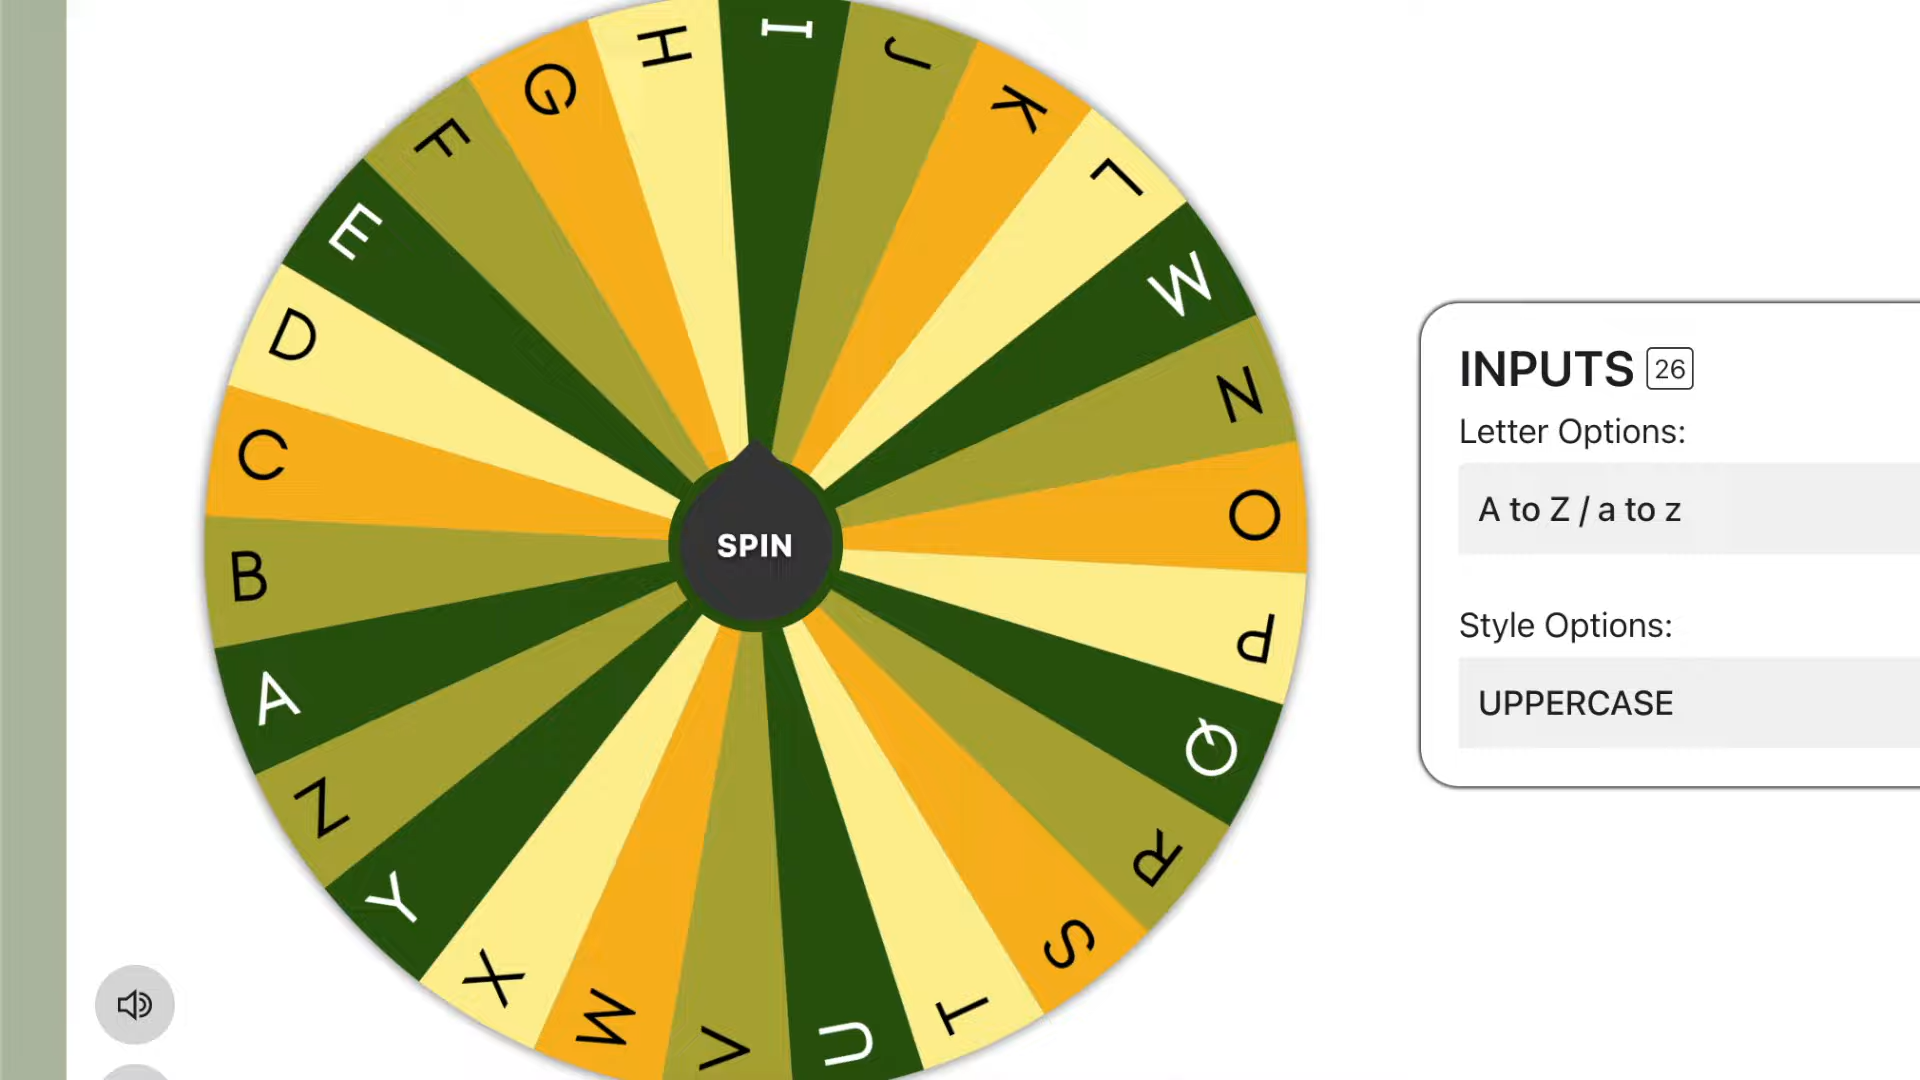 A
B
C
D
E
F
G
H
I
J
K
L
M
N
O
P
Q
R
S
T
U
V
W
X
Y
Z
SPIN
INPUTS 26
Letter Options:
A to Z / a to z
Style Options:
UPPERCASE